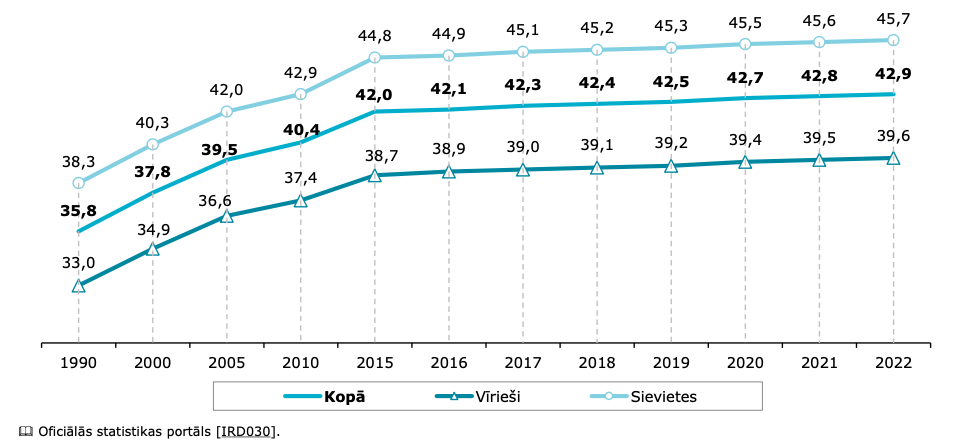 44,8 44,9 45,1 45,2 45,3 45,5 45,6 45,7
42,9
42,0
40,3
38,3
42,0 42,1 42,3 42,4 42,5 42,7 42,8 42,9
40,4
39,5
37,8
35,8
38,7 38,9 39,0 39,1 39,2 39,4 39,5 39,6
37,4
36,6
34,9
33,0
1990 2000 2005 2010 2015 2016 2017 2018 2019 2020 2021 2022
Kopā Vīrieši Sievietes
Oficiālās statistikas portāls [IRD030].